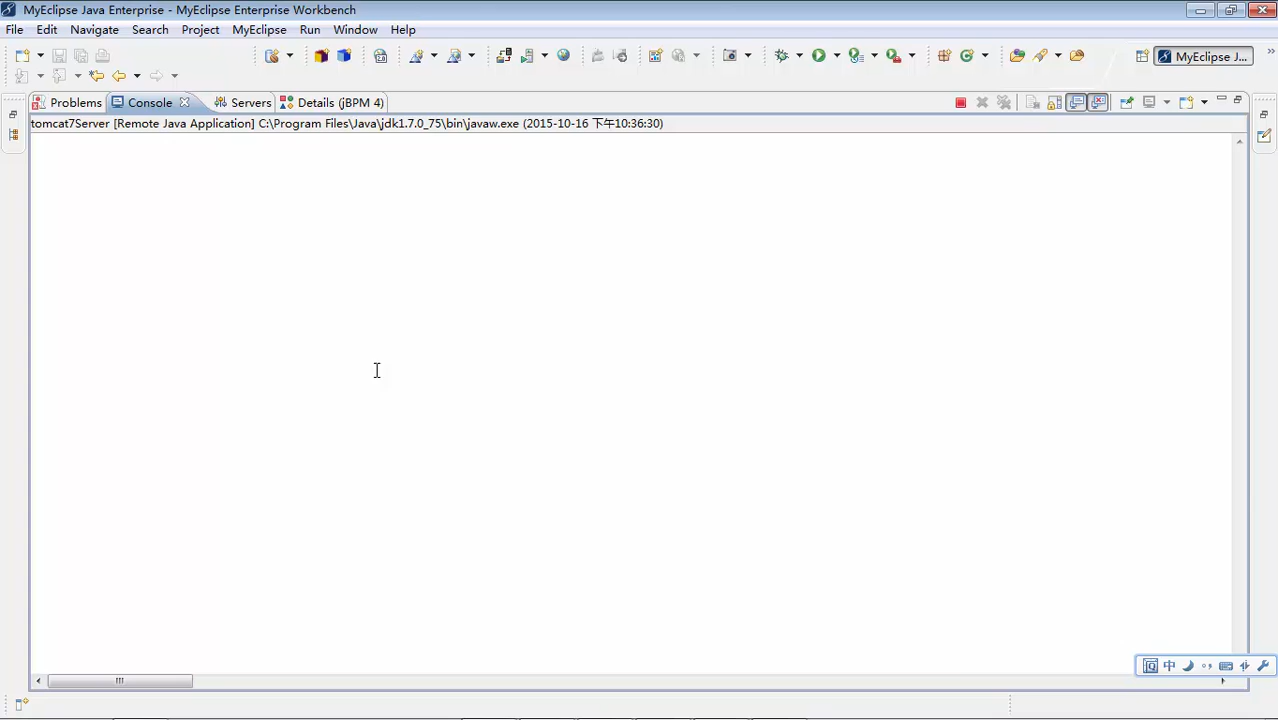 MyEclipse Java Enterprise - MyEclipse Enterprise Workbench
File Edit Navigate Search Project MyEclipse Run Window Help
MyEclipse J...
Problems Console Servers Details (jBPM 4)
tomcat7Server [Remote Java Application] C:\Program Files\Java\jdk1.7.0_75\bin\javaw.exe (2015-10-16 下午10:36:30)
中